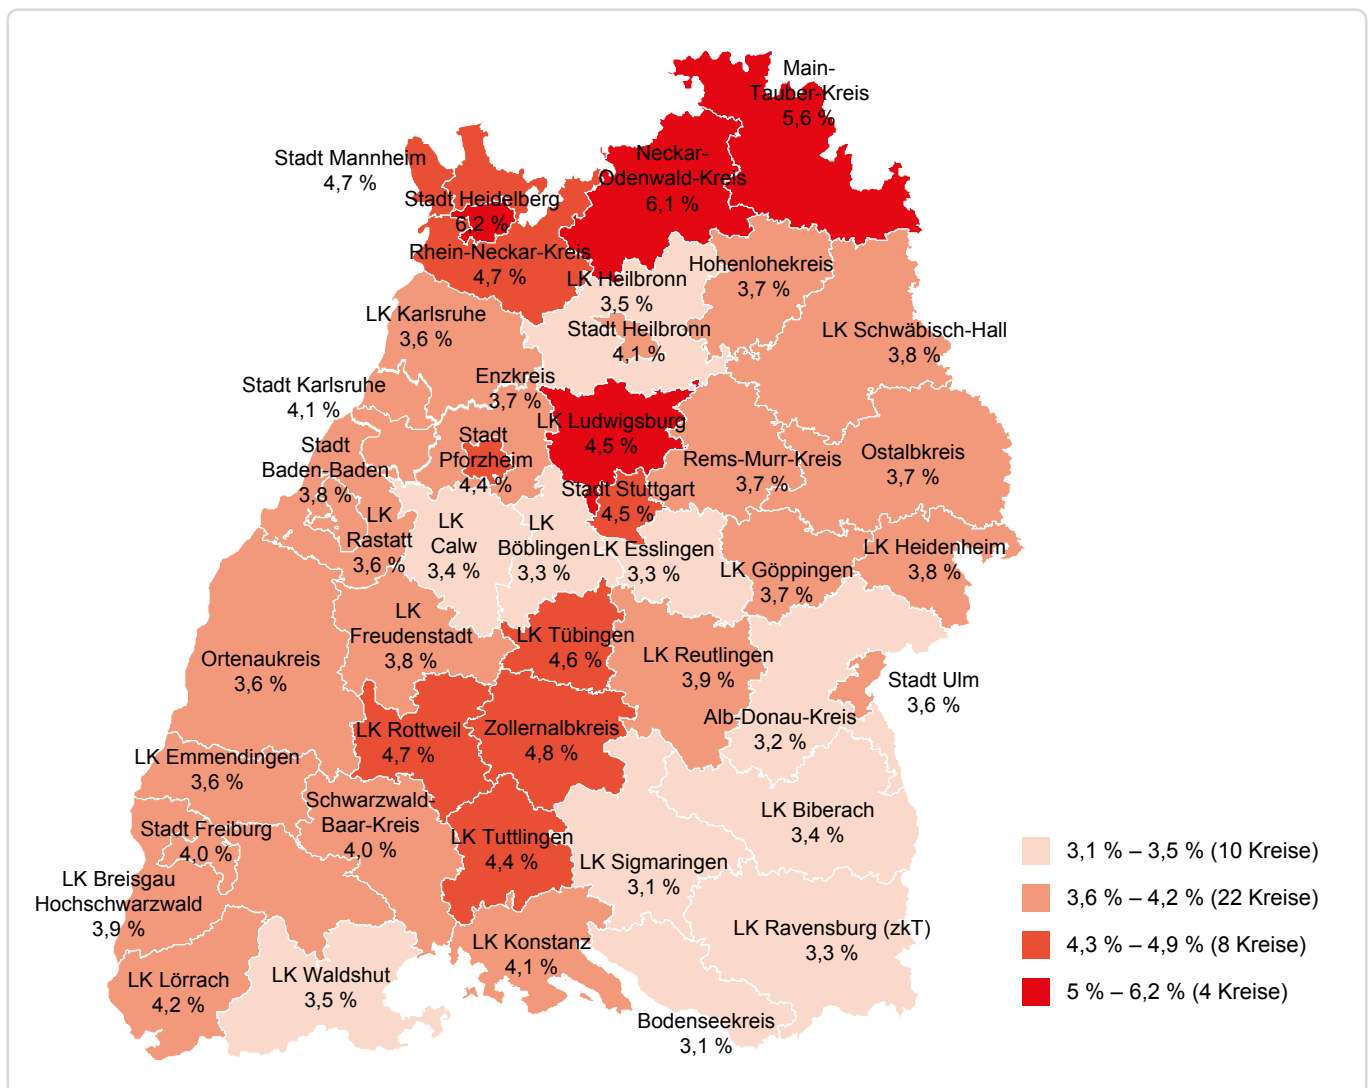 Main-
Tauber-Kreis
5,6 %
Neckar-
Odenwald-Kreis
6,1 %
Stadt Mannheim
4,7 %
Stadt Heidelberg
6,2 %
Rhein-Neckar-Kreis
4,7 %
LK Heilbronn
3,5 %
Hohenlohekreis
3,7 %
LK Karlsruhe
3,6 %
Stadt Heilbronn
4,1 %
LK Schwäbisch-Hall
3,8 %
Stadt Karlsruhe
4,1 %
Enzkreis
3,7 %
LK Ludwigsburg
4,5 %
Stadt
Pforzheim
4,4 %
Stadt
Baden-Baden
3,8 %
Rems-Murr-Kreis
3,7 %
Ostalbkreis
3,7 %
Stadt Stuttgart
4,5 %
LK
Rastatt
3,6 %
LK
Calw
3,4 %
LK
Böblingen
3,3 %
LK Esslingen
3,3 %
LK Göppingen
3,7 %
LK Heidenheim
3,8 %
LK
Freudenstadt
3,8 %
LK Tübingen
4,6 %
LK Reutlingen
3,9 %
Ortenaukreis
3,6 %
Stadt Ulm
3,6 %
Alb-Donau-Kreis
3,2 %
LK Rottweil
4,7 %
Zollernalbkreis
4,8 %
LK Emmendingen
3,6 %
Schwarzwald-
Baar-Kreis
4,0 %
LK Biberach
3,4 %
Stadt Freiburg
4,0 %
LK Tuttlingen
4,4 %
LK Sigmaringen
3,1 %
LK Breisgau
Hochschwarzwald
3,9 %
LK Ravensburg (zkT)
3,3 %
LK Konstanz
4,1 %
LK Lörrach
4,2 %
LK Waldshut
3,5 %
Bodenseekreis
3,1 %
3,1 % – 3,5 % (10 Kreise)
3,6 % – 4,2 % (22 Kreise)
4,3 % – 4,9 % (8 Kreise)
5 % – 6,2 % (4 Kreise)